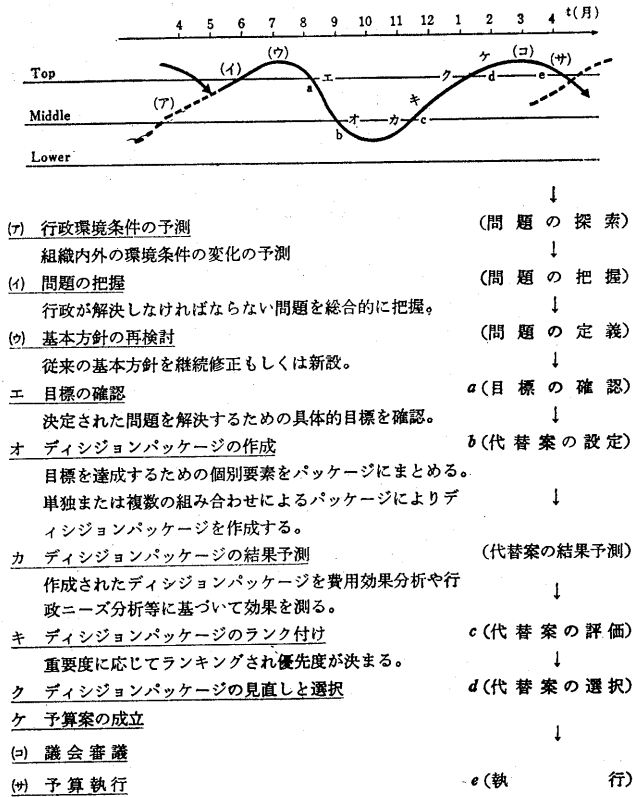 t(月)
4 5 6 7 8 9 10 11 12 1 2 3 4
(ウ) ケ (コ) (サ)
Top (イ) a エ ク d e
(ア) キ
Middle オ カ c
b
Lower
↓
(ア) 行政環境条件の予測 (問題の探索)
組織内外の環境条件の変化の予測 ↓
(イ) 問題の把握 (問題の把握)
行政が解決しなければならない問題を総合的に把握。 ↓
(ウ) 基本方針の再検討 (問題の定義)
従来の基本方針を継続修正もしくは新設。 ↓
エ 目標の確認 a(目標の確認)
決定された問題を解決するための具体的目標を確認。 ↓
オ ディシジョンパッケージの作成 b(代替案の設定)
目標を達成するための個別要素をパッケージにまとめる。
単独または複数の組み合わせによるパッケージによりデ ↓
ィシジョンパッケージを作成する。
カ ディシジョンパッケージの結果予測 (代替案の結果予測)
作成されたディシジョンパッケージを費用効果分析や行 ↓
政ニーズ分析等に基づいて効果を測る。
キ ディシジョンパッケージのランク付け c(代替案の評価)
重要度に応じてランキングされ優先度が決まる。 ↓
ク ディシジョンパッケージの見直しと選択 d(代替案の選択)
ケ 予算案の成立 ↓
(コ) 議会審議
(サ) 予算執行 e(執行)